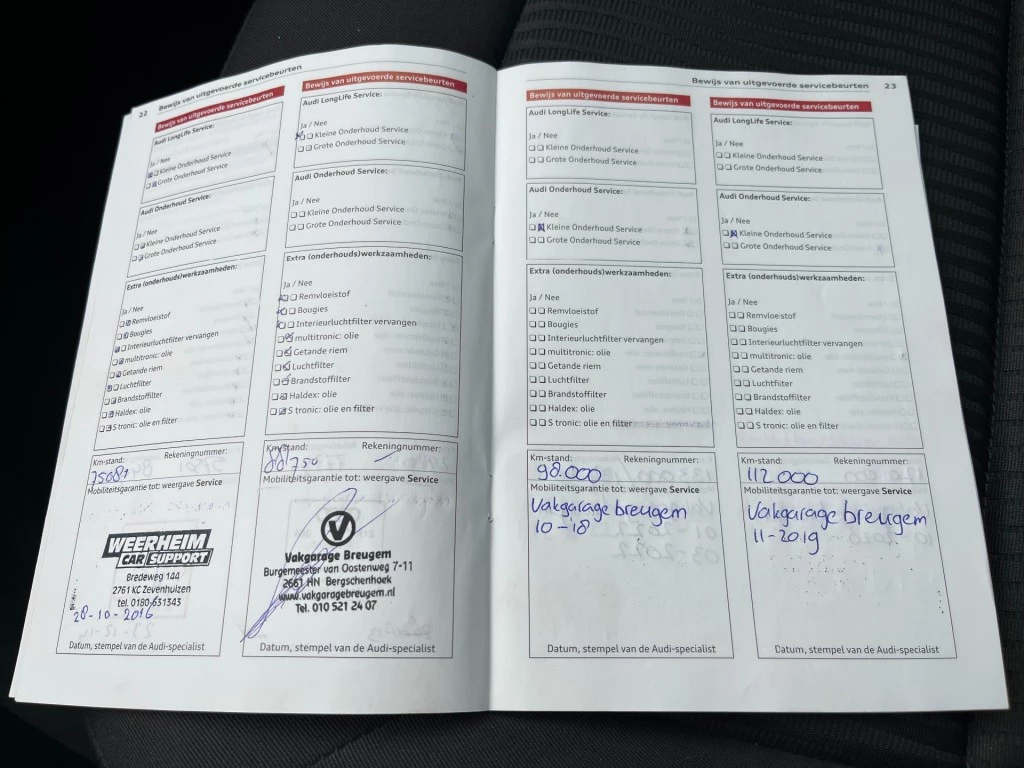 22 Bewijs van uitgevoerde servicebeurten
Bewijs van uitgevoerde servicebeurten
Audi LongLife Service:
Ja / Nee
Kleine Onderhoud Service
Grote Onderhoud Service
Audi Onderhoud Service:
Ja / Nee
Kleine Onderhoud Service
Grote Onderhoud Service
Extra (onderhouds)werkzaamheden:
Ja / Nee
Remvloeistof
Bougies
Interieurluchtfilter vervangen
multitronic: olie
Getande riem
Luchtfilter
Brandstoffilter
Haldex: olie
S tronic: olie en filter
Km-stand: Rekeningnummer:
75687
Mobiliteitsgarantie tot: weergave Service
WEERHEIM
CAR SUPPORT
Bredeweg 144
2761 KC Zevenhuizen
tel. 0180-631343
28-10-2016
Datum, stempel van de Audi-specialist
Bewijs van uitgevoerde servicebeurten
Audi LongLife Service:
Ja / Nee
Kleine Onderhoud Service
Grote Onderhoud Service
Audi Onderhoud Service:
Ja / Nee
Kleine Onderhoud Service
Grote Onderhoud Service
Extra (onderhouds)werkzaamheden:
Ja / Nee
Remvloeistof
Bougies
Interieurluchtfilter vervangen
multitronic: olie
Getande riem
Luchtfilter
Brandstoffilter
Haldex: olie
S tronic: olie en filter
Km-stand: Rekeningnummer:
Mobiliteitsgarantie tot: weergave Service
V
Vakgarage Breugem
Burgemeester van Oostenweg 7-11
2661 HN Bergschenhoek
www.vakgaragebreugem.nl
Tel. 010 521 24 07
Datum, stempel van de Audi-specialist
Bewijs van uitgevoerde servicebeurten 23
Bewijs van uitgevoerde servicebeurten
Audi LongLife Service:
Ja / Nee
Kleine Onderhoud Service
Grote Onderhoud Service
Audi Onderhoud Service:
Ja / Nee
Kleine Onderhoud Service
Grote Onderhoud Service
Extra (onderhouds)werkzaamheden:
Ja / Nee
Remvloeistof
Bougies
Interieurluchtfilter vervangen
multitronic: olie
Getande riem
Luchtfilter
Brandstoffilter
Haldex: olie
S tronic: olie en filter
Km-stand: Rekeningnummer:
98.000
Mobiliteitsgarantie tot: weergave Service
Vakgarage breugem
10-18
Datum, stempel van de Audi-specialist
Bewijs van uitgevoerde servicebeurten
Audi LongLife Service:
Ja / Nee
Kleine Onderhoud Service
Grote Onderhoud Service
Audi Onderhoud Service:
Ja / Nee
Kleine Onderhoud Service
Grote Onderhoud Service
Extra (onderhouds)werkzaamheden:
Ja / Nee
Remvloeistof
Bougies
Interieurluchtfilter vervangen
multitronic: olie
Getande riem
Luchtfilter
Brandstoffilter
Haldex: olie
S tronic: olie en filter
Km-stand: Rekeningnummer:
112000
Mobiliteitsgarantie tot: weergave Service
Vakgarage breugem
11-2019
Datum, stempel van de Audi-specialist